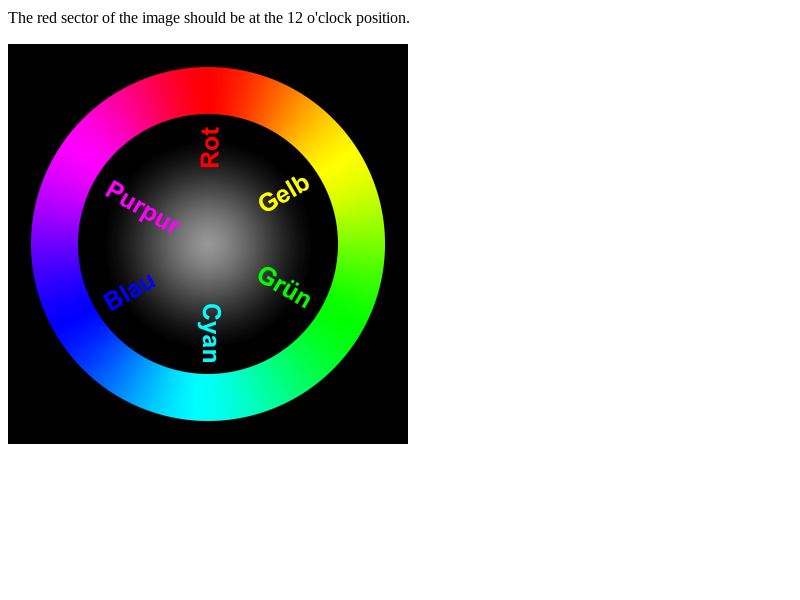 The red sector of the image should be at the 12 o'clock position.
Rot
Gelb
Purpur
Grün
Blau
Cyan